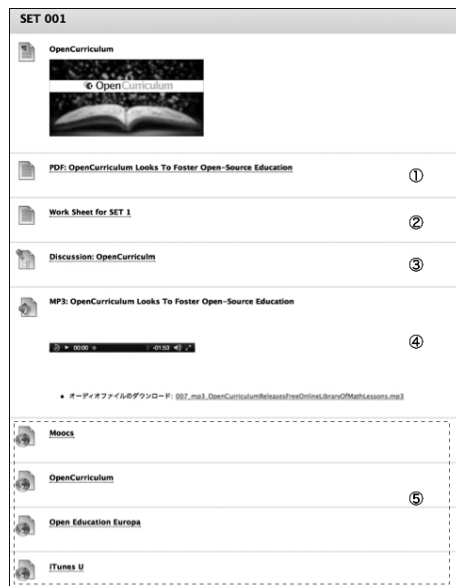 SET 001
OpenCurriculum
OpenCurriculum
PDF: OpenCurriculum Looks To Foster Open-Source Education
①
Work Sheet for SET 1
②
Discussion: OpenCurriculm
③
MP3: OpenCurriculum Looks To Foster Open-Source Education
④
00:00 -01:53
オーディオファイルのダウンロード: 007_mp3_OpenCurriculumReleasesFreeOnlineLibraryOfMathLessons.mp3
Moocs
OpenCurriculum
⑤
Open Education Europa
iTunes U